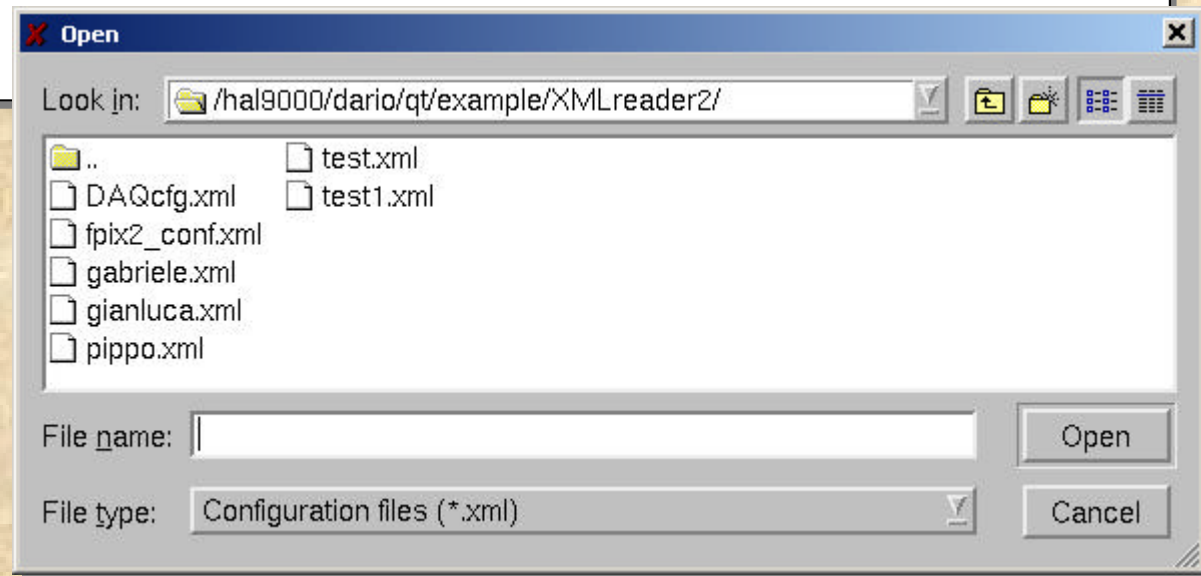 Open
Look in: /hal9000/dario/qt/example/XMLreader2/
..
DAQcfg.xml
fpix2_conf.xml
gabriele.xml
gianluca.xml
pippo.xml
test.xml
test1.xml
File name:
Open
File type: Configuration files (*.xml)
Cancel